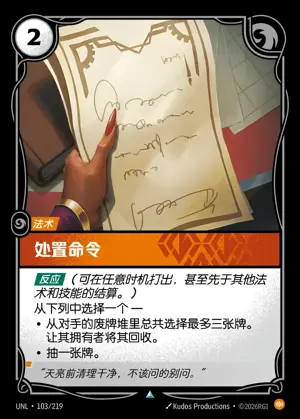 2
法术
处置命令
反应 （可在任意时机打出，甚至先于其他法
术和技能的结算。）
从下列中选择一个 —
• 从对手的废牌堆里总共选择最多三张牌。
让其拥有者将其回收。
• 抽一张牌。
“天亮前清理干净，不该问的别问。”
UNL • 103/219
Kudos Productions • ©2026RGI